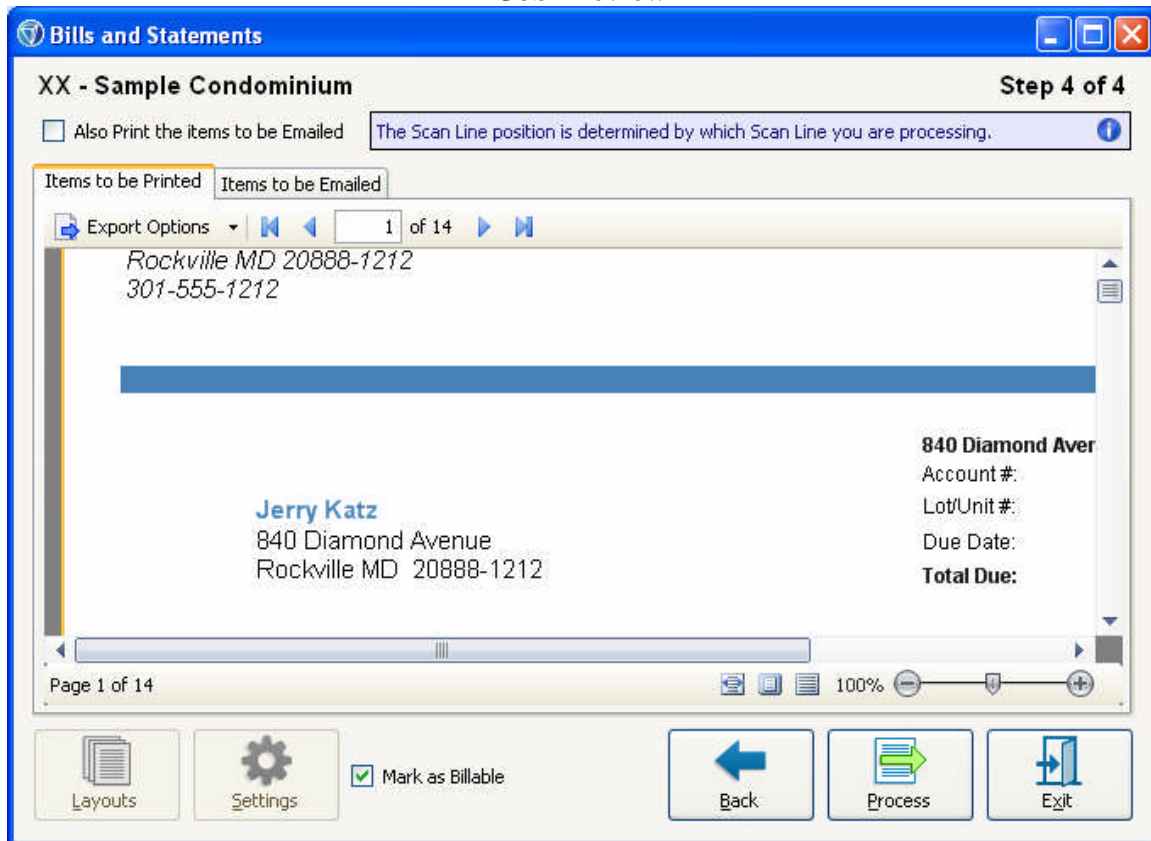 Bills and Statements
XX - Sample Condominium
Step 4 of 4
Also Print the items to be Emailed
The Scan Line position is determined by which Scan Line you are processing.
Items to be Printed
Items to be Emailed
Export Options
1 of 14
Rockville MD 20888-1212
301-555-1212
840 Diamond Aver
Account #:
Jerry Katz
Lot/Unit #:
840 Diamond Avenue
Due Date:
Rockville MD 20888-1212
Total Due:
Page 1 of 14
100%
Layouts
Settings
Mark as Billable
Back
Process
Exit